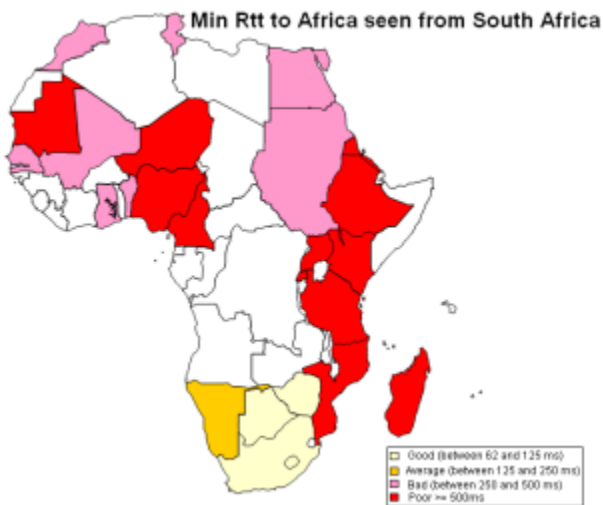 Min Rtt to Africa seen from South Africa
Good (between 62 and 125 ms)
Average (between 125 and 250 ms)
Bad (between 250 and 500 ms)
Poor >= 500ms